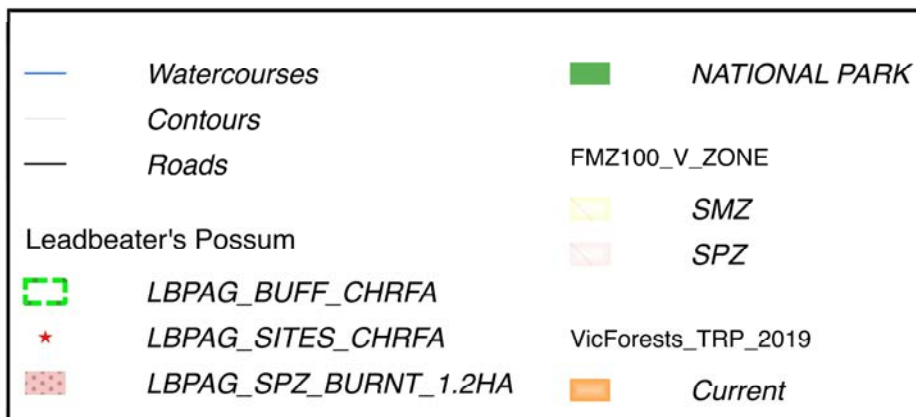 Watercourses
Contours
Roads
Leadbeater's Possum
LBPAG_BUFF_CHRFA
LBPAG_SITES_CHRFA
LBPAG_SPZ_BURNT_1.2HA
NATIONAL PARK
FMZ100_V_ZONE
SMZ
SPZ
VicForests_TRP_2019
Current